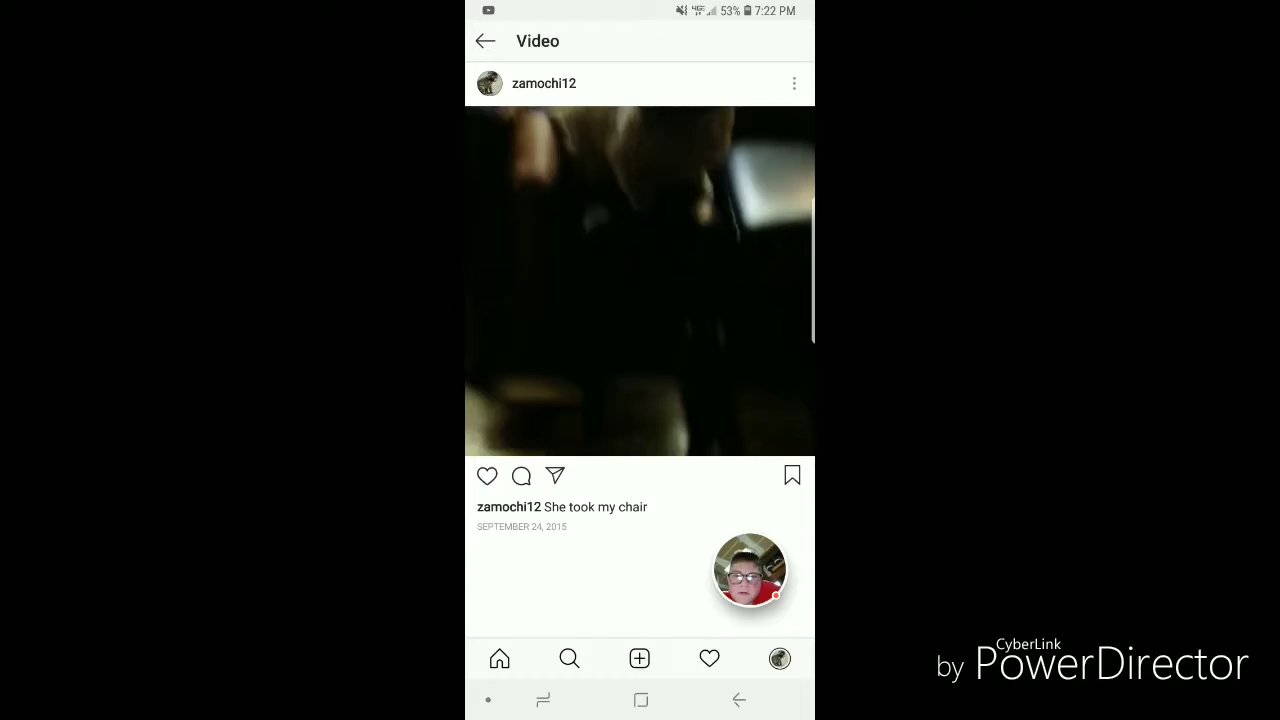 53% 7:22 PM
Video
zamochi12
zamochi12 She took my chair
SEPTEMBER 24, 2015
CyberLink
by PowerDirector